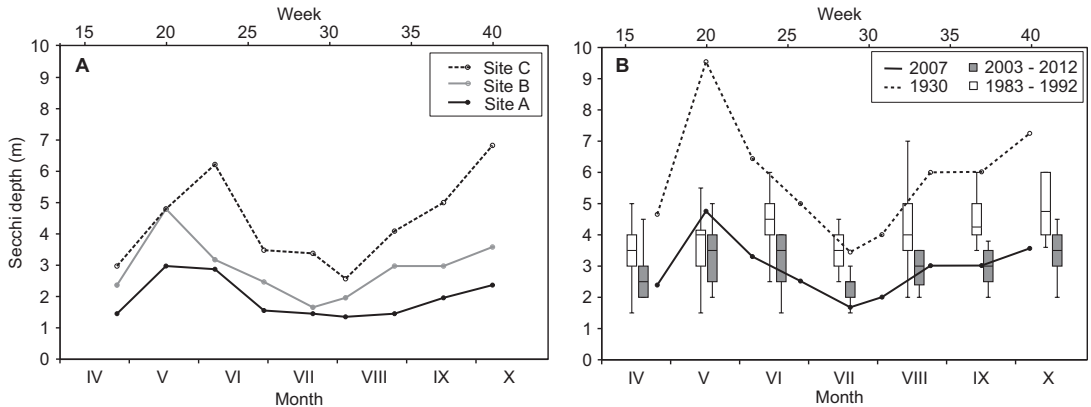 Week
15 20 25 30 35 40
10
9
8
7
6
5
4
3
2
1
0
Secchi depth (m)
A
Site C
Site B
Site A
IV V VI VII VIII IX X
Month
Week
15 20 25 30 35 40
10
9
8
7
6
5
4
3
2
1
0
B
2007 2003 - 2012
1930 1983 - 1992
IV V VI VII VIII IX X
Month